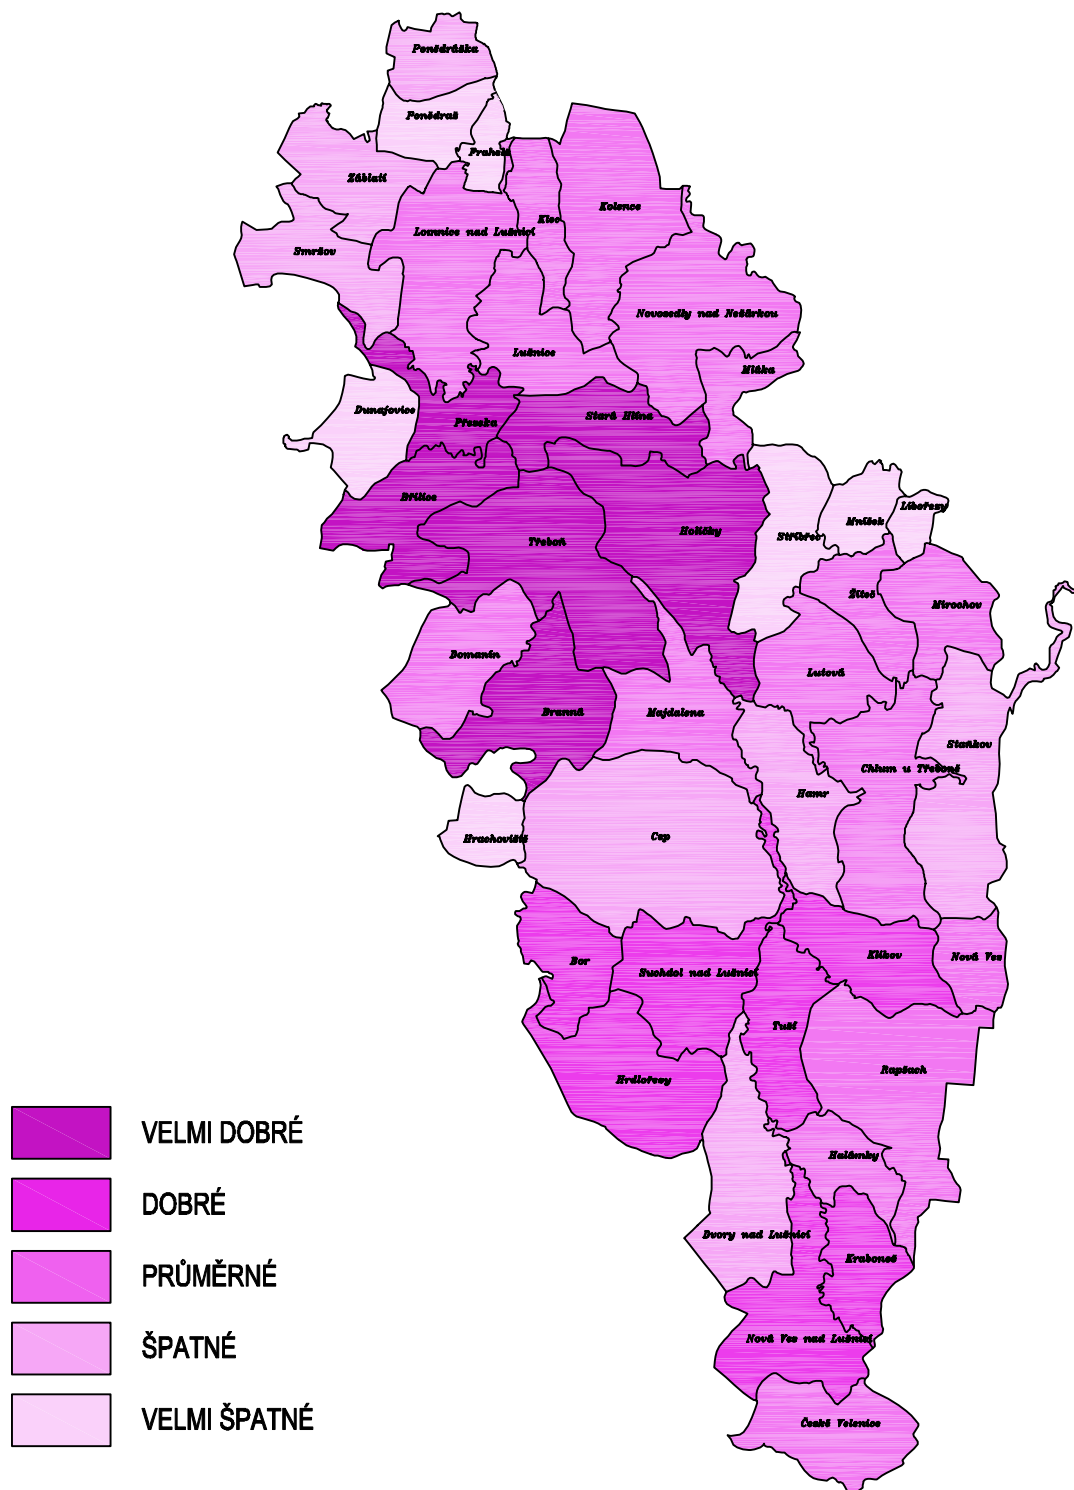 Ponědrážka
Ponědraž
Frahelž
Záblatí
Klec
Kolence
Lomnice nad Lužnicí
Smržov
Novosedly nad Nežárkou
Lužnice
Mláka
Dunajovice
Přeseka
Stará Hlína
Břilice
Libořezy
Mníšek
Holičky
Stříbřec
Třeboň
Žíteč
Mirochov
Domanín
Lutová
Branná
Majdalena
Staňkov
Chlum u Třeboně
Hamr
Hrachoviště
Cep
Klikov
Nová Ves
Bor
Suchdol nad Lužnicí
Tušť
Rapšach
Hrdlořezy
VELMI DOBRÉ
Halámky
DOBRÉ
Dvory nad Lužnicí
Krabonoš
PRŮMĚRNÉ
Nová Ves nad Lužnicí
ŠPATNÉ
České Velenice
VELMI ŠPATNÉ